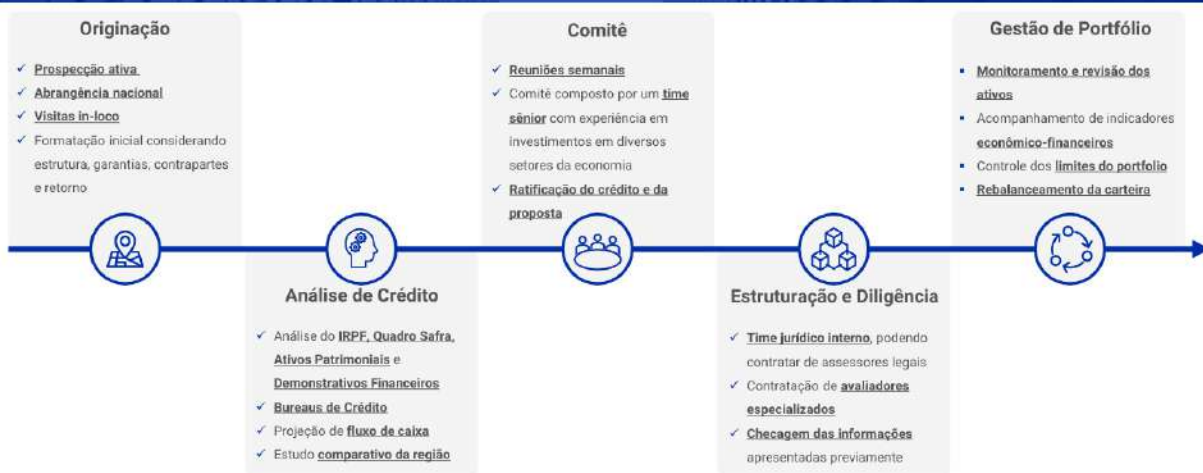 Originação
Prospecção ativa
Abrangência nacional
Visitas in-loco
Formatação inicial considerando
estrutura, garantias, contrapartes
e retorno
Análise de Crédito
Análise do IRPF, Quadro Safra,
Ativos Patrimoniais e
Demonstrativos Financeiros
Bureaus de Crédito
Projeção de fluxo de caixa
Estudo comparativo da região
Comitê
Reuniões semanais
Comitê composto por um time
sênior com experiência em
investimentos em diversos
setores da economia
Ratificação do crédito e da
proposta
Estruturação e Diligência
Time jurídico interno, podendo
contratar de assessores legais
Contratação de avaliadores
especializados
Checagem das informações
apresentadas previamente
Gestão de Portfólio
Monitoramento e revisão dos
ativos
Acompanhamento de indicadores
econômico-financeiros
Controle dos limites do portfolio
Rebalanceamento da carteira